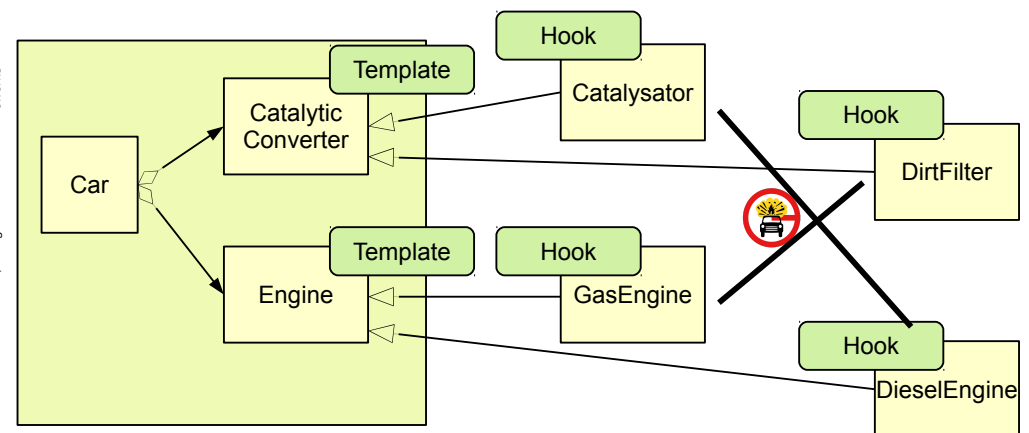 Hook
Template
Catalysator
Catalytic
Converter
Hook
DirtFilter
Car
Template
Hook
Engine
GasEngine
Hook
DieselEngine